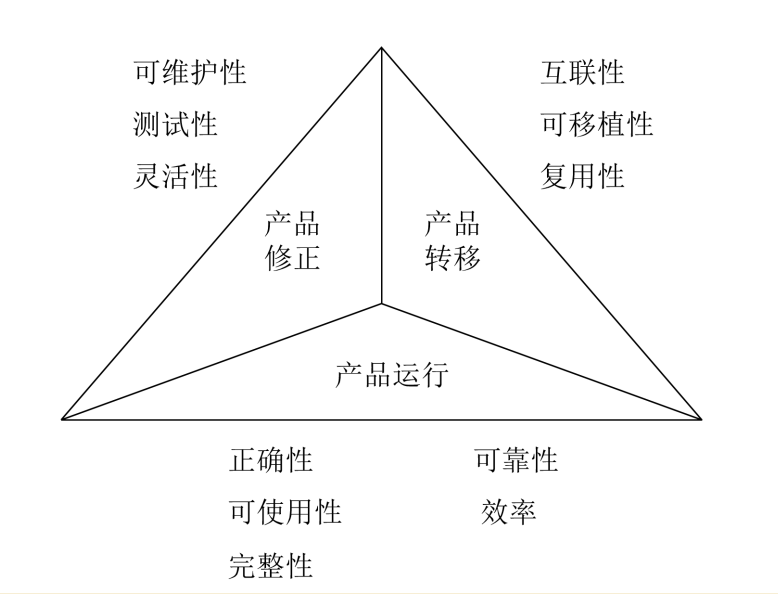 可维护性
测试性
灵活性
互联性
可移植性
复用性
产品
修正
产品
转移
产品运行
正确性
可使用性
完整性
可靠性
效率